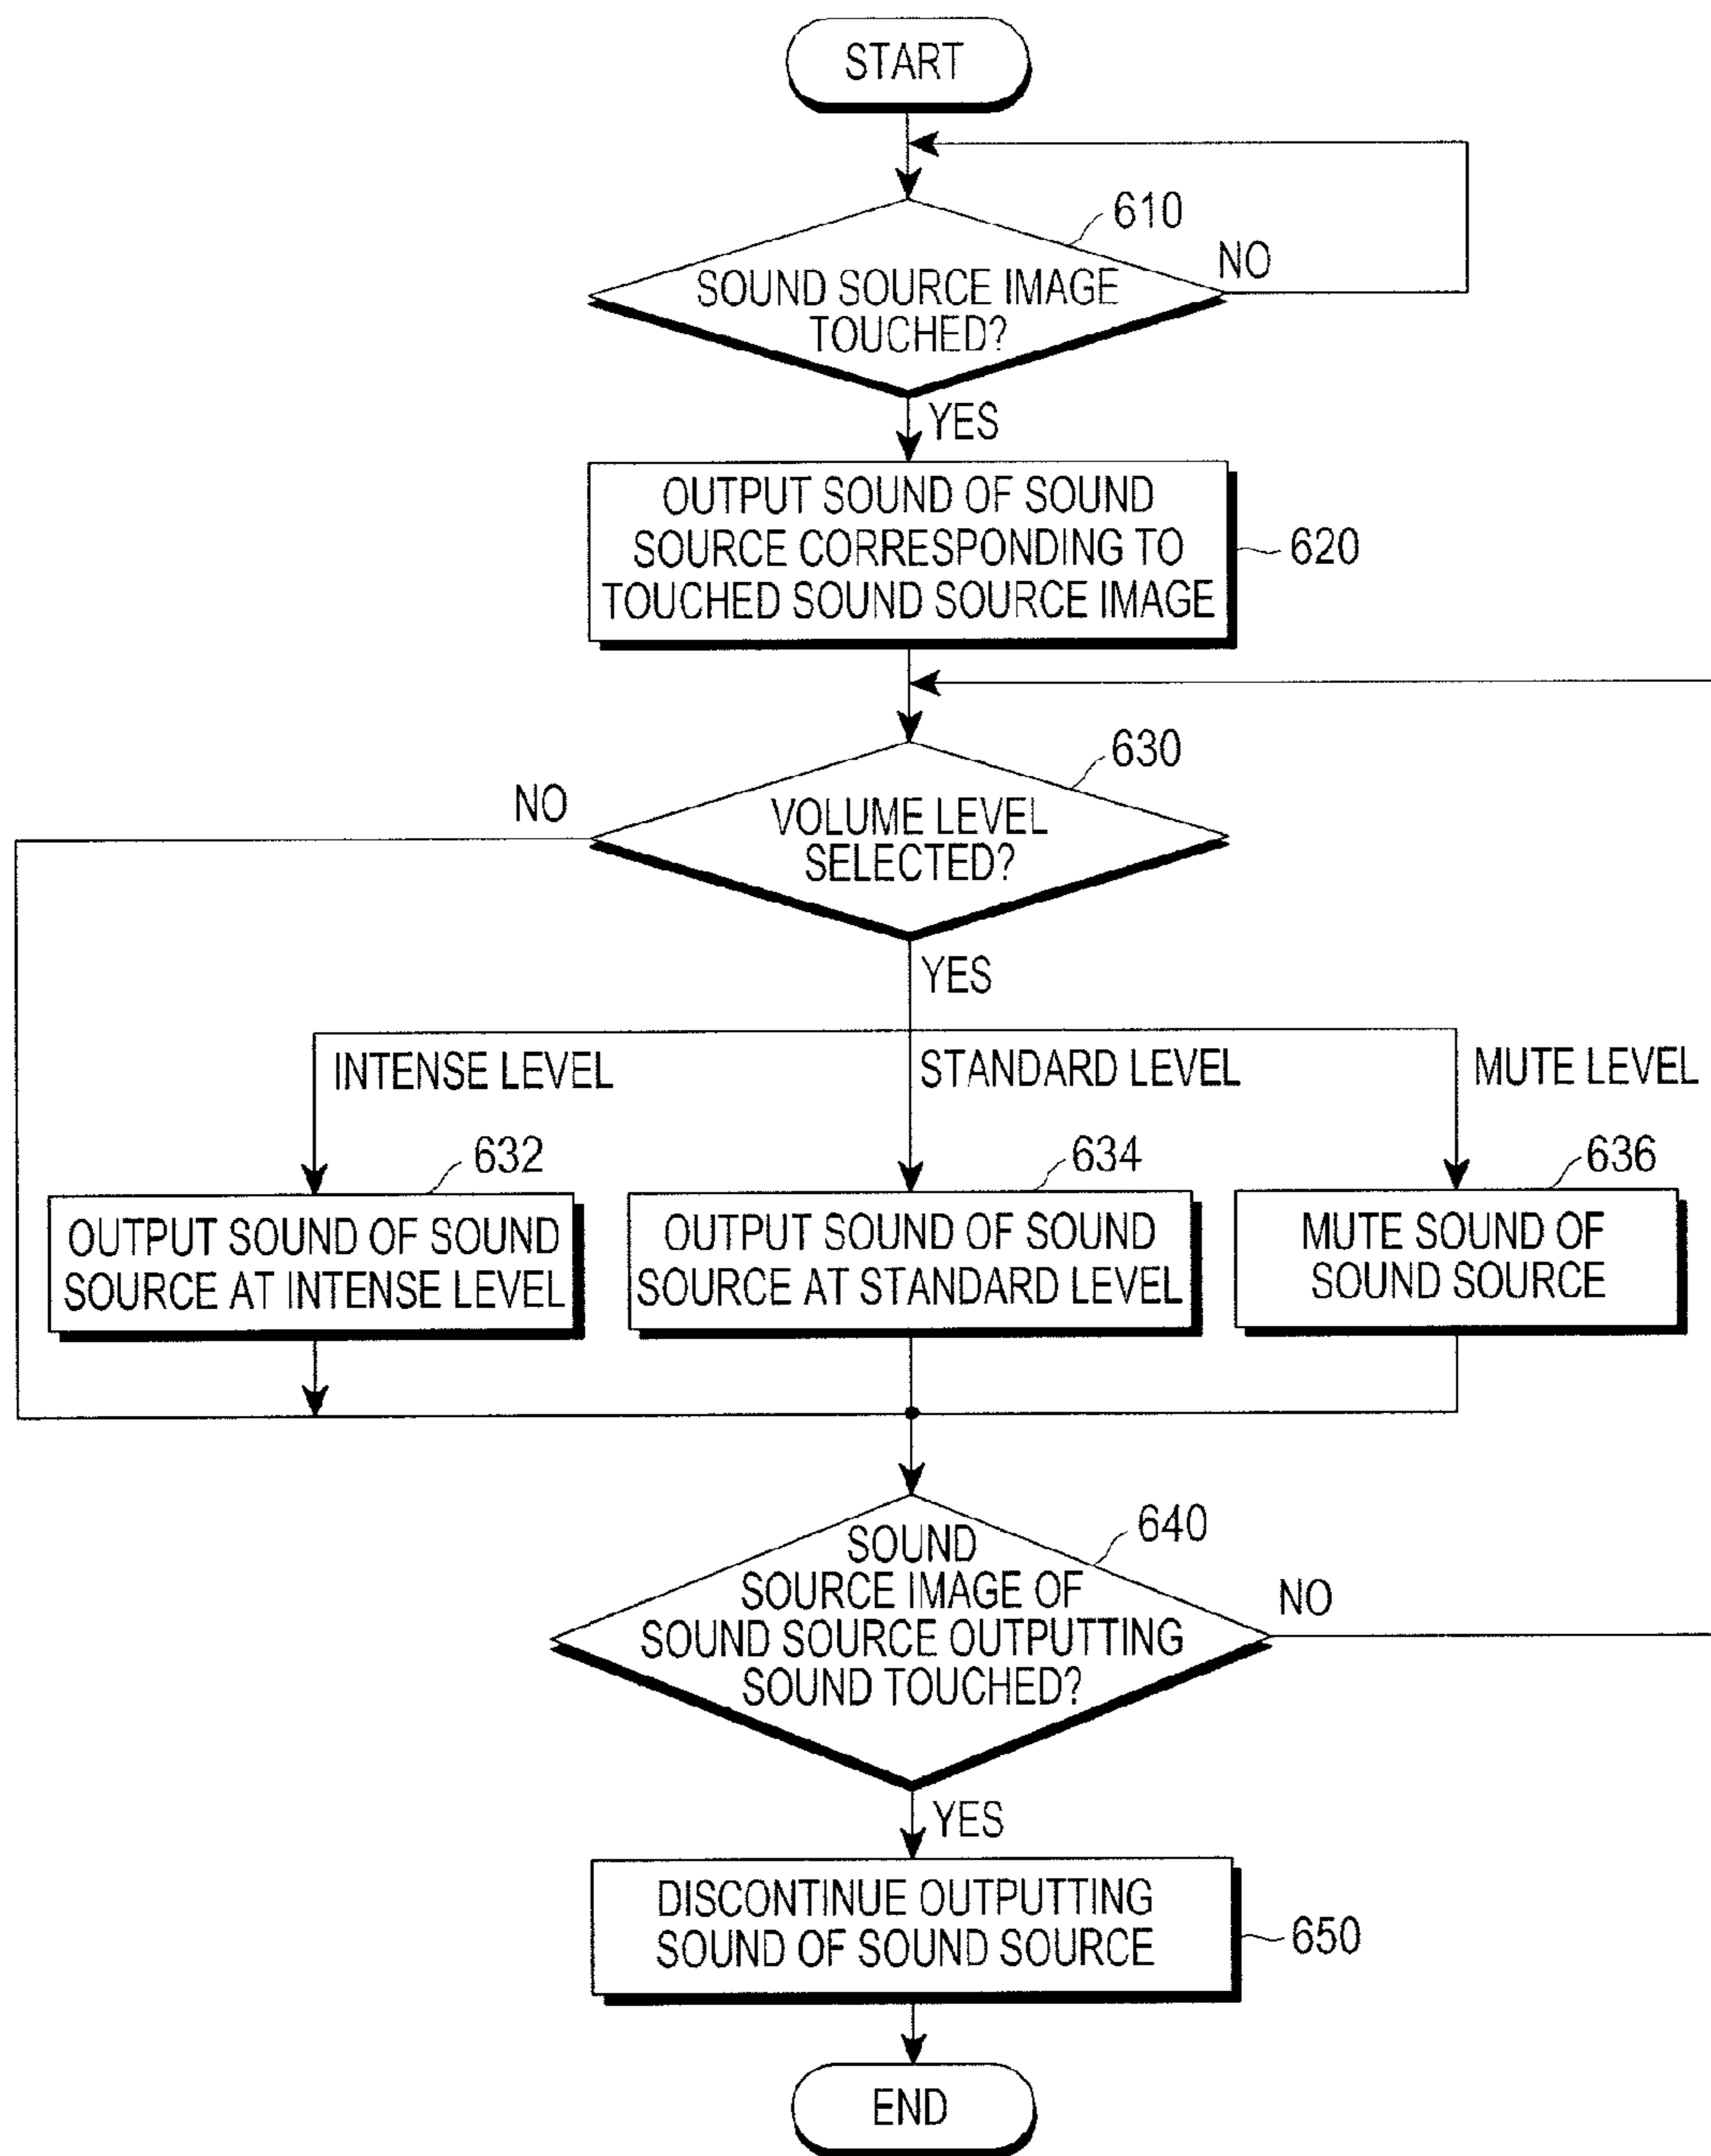 START
610
NO
SOUND SOURCE IMAGE
TOUCHED?
YES
OUTPUT SOUND OF SOUND
SOURCE CORRESPONDING TO
TOUCHED SOUND SOURCE IMAGE
620
630
NO
VOLUME LEVEL
SELECTED?
YES
INTENSE LEVEL
STANDARD LEVEL
MUTE LEVEL
632
634
636
OUTPUT SOUND OF SOUND
SOURCE AT INTENSE LEVEL
OUTPUT SOUND OF SOUND
SOURCE AT STANDARD LEVEL
MUTE SOUND OF
SOUND SOURCE
640
SOUND
SOURCE IMAGE OF
SOUND SOURCE OUTPUTTING
SOUND TOUCHED?
NO
YES
DISCONTINUE OUTPUTTING
SOUND OF SOUND SOURCE
650
END